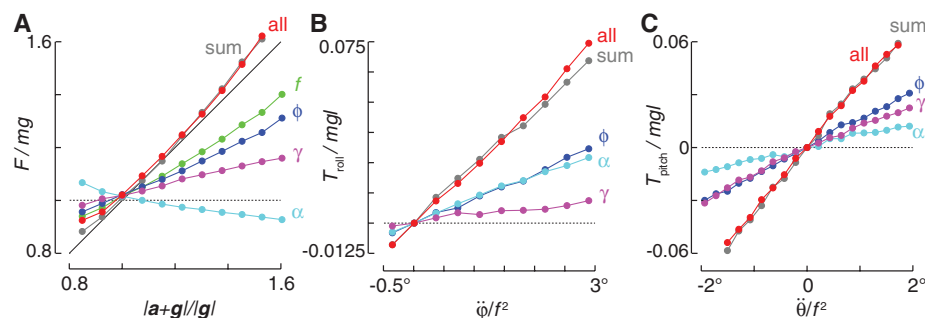 A
1.6
all
sum
f
ϕ
γ
α
F / mg
0.8
0.8
1.6
|a+g|/|g|
B
0.075
all
sum
ϕ
α
γ
T_roll / mgl
-0.0125
-0.5°
3°
φ̈/f²
C
0.06
all
ϕ
γ
α
T_pitch / mgl
0
-0.06
-2°
0
2°
θ̈/f²